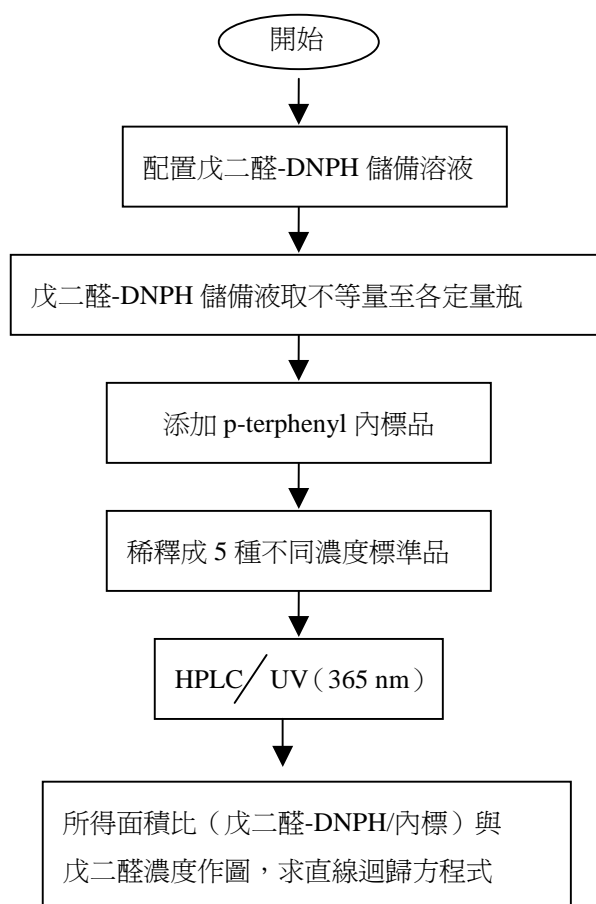 開始
配置戊二醛-DNPH 儲備溶液
戊二醛-DNPH 儲備液取不等量至各定量瓶
添加 p-terphenyl 內標品
稀釋成 5 種不同濃度標準品
HPLC/UV（365 nm）
所得面積比（戊二醛-DNPH/內標）與
戊二醛濃度作圖，求直線迴歸方程式